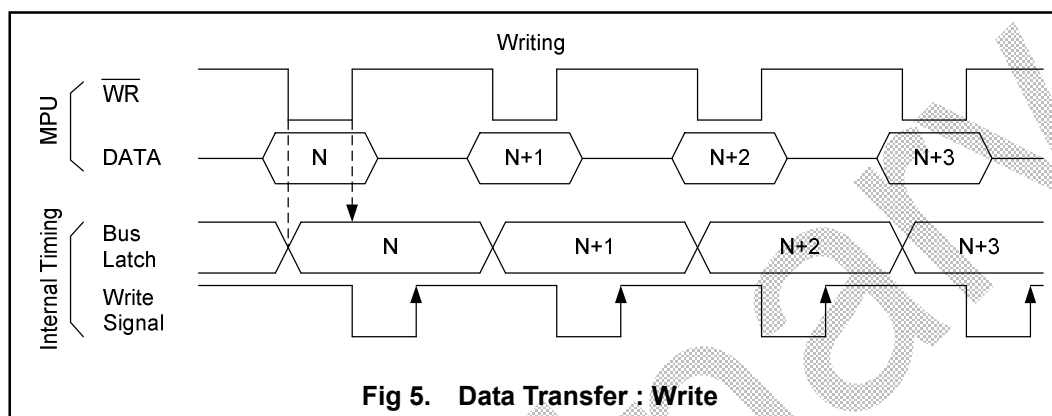 Writing
MPU
WR
DATA
N
N+1
N+2
N+3
Internal Timing
Bus
Latch
N
N+1
N+2
N+3
Write
Signal
Fig 5. Data Transfer : Write